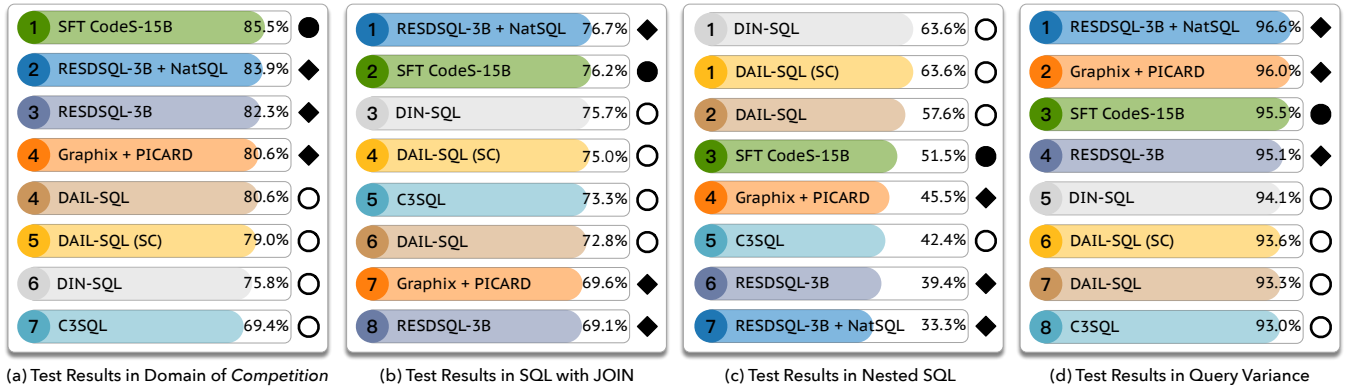 1 SFT CodeS-15B 85.5%
2 RESDSQL-3B + NatSQL 83.9%
3 RESDSQL-3B 82.3%
4 Graphix + PICARD 80.6%
4 DAIL-SQL 80.6%
5 DAIL-SQL (SC) 79.0%
6 DIN-SQL 75.8%
7 C3SQL 69.4%
(a) Test Results in Domain of Competition
1 RESDSQL-3B + NatSQL 76.7%
2 SFT CodeS-15B 76.2%
3 DIN-SQL 75.7%
4 DAIL-SQL (SC) 75.0%
5 C3SQL 73.3%
6 DAIL-SQL 72.8%
7 Graphix + PICARD 69.6%
8 RESDSQL-3B 69.1%
(b) Test Results in SQL with JOIN
1 DIN-SQL 63.6%
1 DAIL-SQL (SC) 63.6%
2 DAIL-SQL 57.6%
3 SFT CodeS-15B 51.5%
4 Graphix + PICARD 45.5%
5 C3SQL 42.4%
6 RESDSQL-3B 39.4%
7 RESDSQL-3B + NatSQL 33.3%
(c) Test Results in Nested SQL
1 RESDSQL-3B + NatSQL 96.6%
2 Graphix + PICARD 96.0%
3 SFT CodeS-15B 95.5%
4 RESDSQL-3B 95.1%
5 DIN-SQL 94.1%
6 DAIL-SQL (SC) 93.6%
7 DAIL-SQL 93.3%
8 C3SQL 93.0%
(d) Test Results in Query Variance